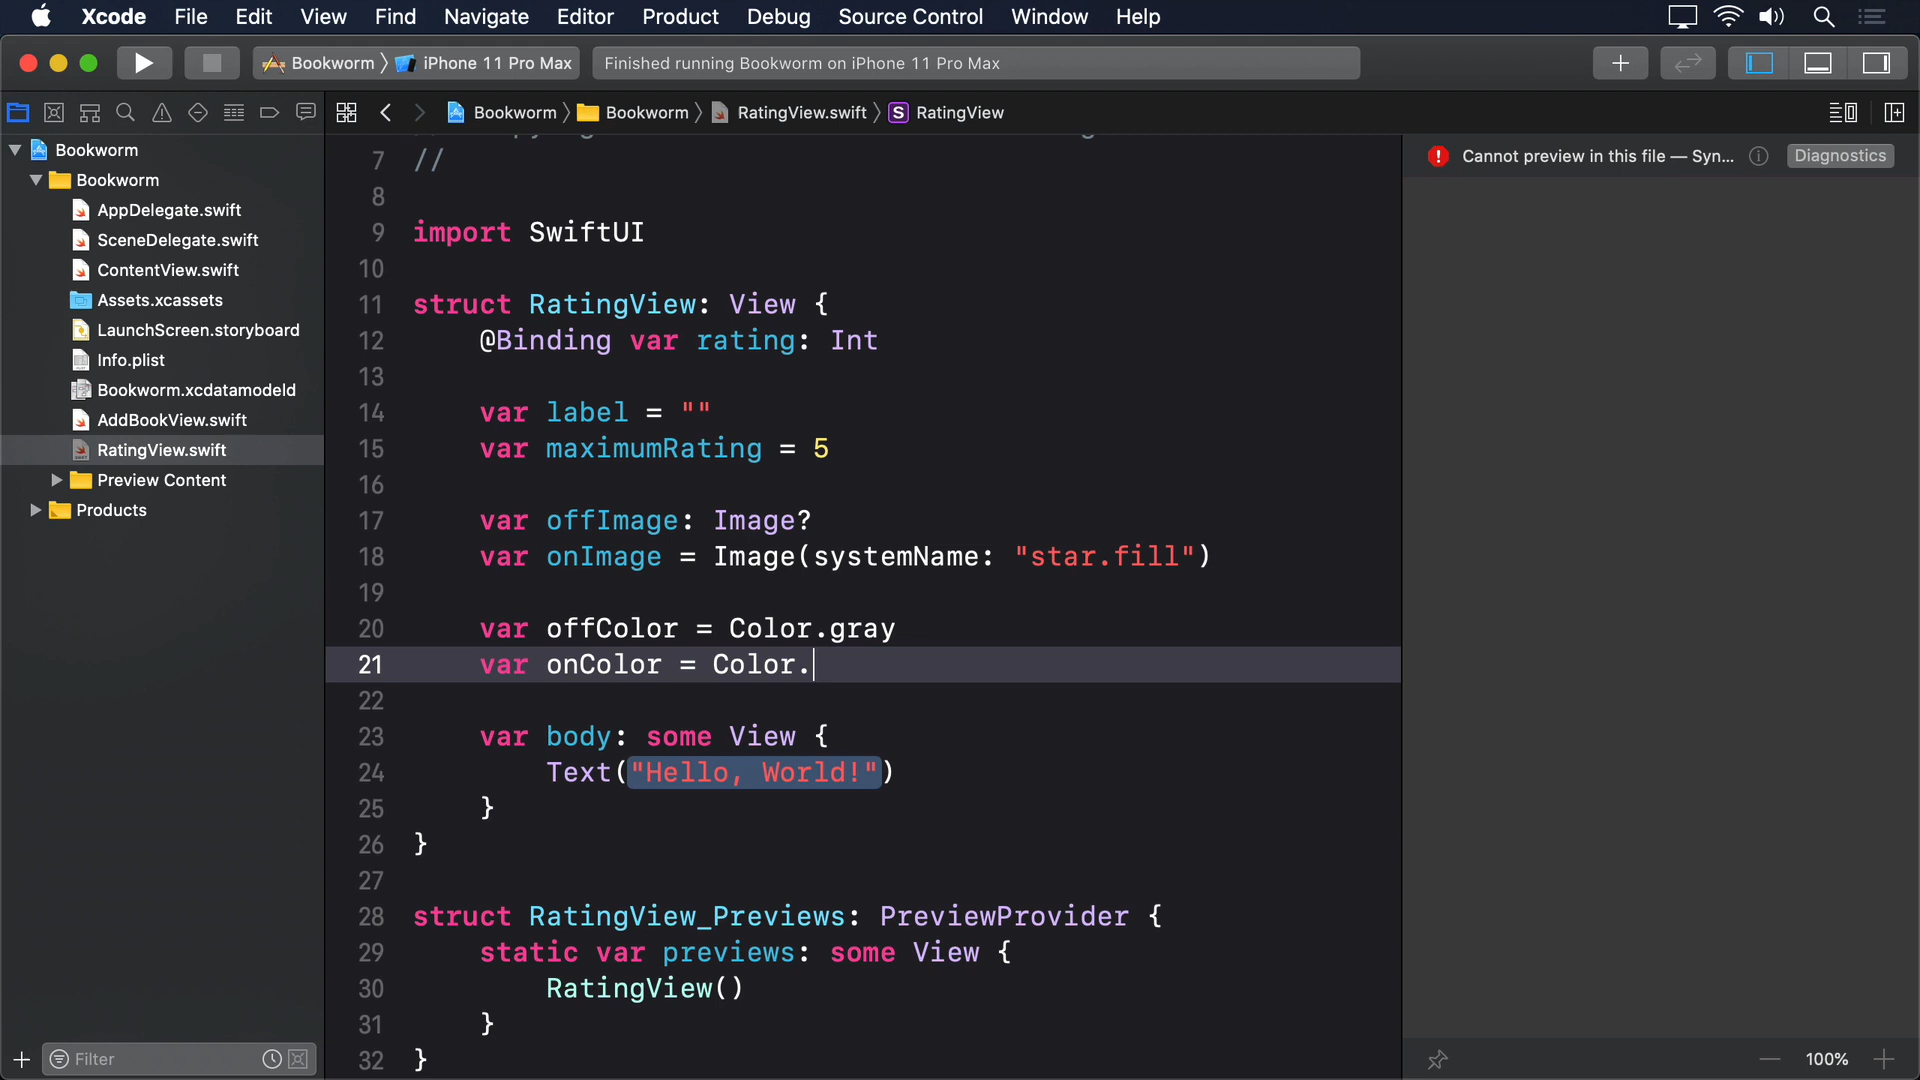 Xcode File Edit View Find Navigate Editor Product Debug Source Control Window Help
Bookworm 〉 iPhone 11 Pro Max Finished running Bookworm on iPhone 11 Pro Max
Bookworm 〉 Bookworm 〉 RatingView.swift 〉 S RatingView
Bookworm
Bookworm
AppDelegate.swift
SceneDelegate.swift
ContentView.swift
Assets.xcassets
LaunchScreen.storyboard
Info.plist
Bookworm.xcdatamodeld
AddBookView.swift
RatingView.swift
Preview Content
Products
Filter
7 //
8
9 import SwiftUI
10
11 struct RatingView: View {
12 @Binding var rating: Int
13
14 var label = ""
15 var maximumRating = 5
16
17 var offImage: Image?
18 var onImage = Image(systemName: "star.fill")
19
20 var offColor = Color.gray
21 var onColor = Color.
22
23 var body: some View {
24 Text("Hello, World!")
25 }
26 }
27
28 struct RatingView_Previews: PreviewProvider {
29 static var previews: some View {
30 RatingView()
31 }
32 }
Cannot preview in this file — Syn... Diagnostics
100%